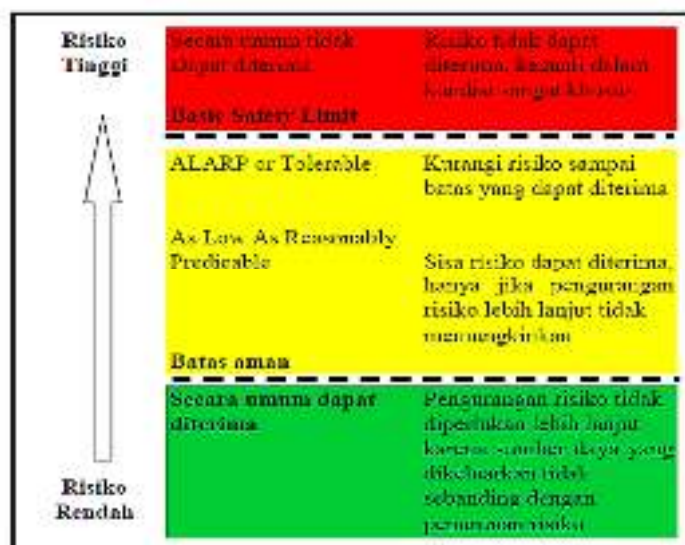 Risiko
Tinggi
Secara umum tidak
Dapat diterima
Basic Safety Limit
Risiko tidak dapat
diterima, kecuali dalam
kondisi sangat khusus
ALARP or Tolerable
As Low As Reasonably
Predicable
Batas aman
Kurangi risiko sampai
batas yang dapat diterima
Sisa risiko dapat diterima,
hanya jika pengurangan
risiko lebih lanjut tidak
memungkinkan
Secara umum dapat
diterima
Pengurangan risiko tidak
diperlukan lebih lanjut
karena sumber daya yang
dikeluarkan tidak
sebanding dengan
penurunan risiko
Risiko
Rendah